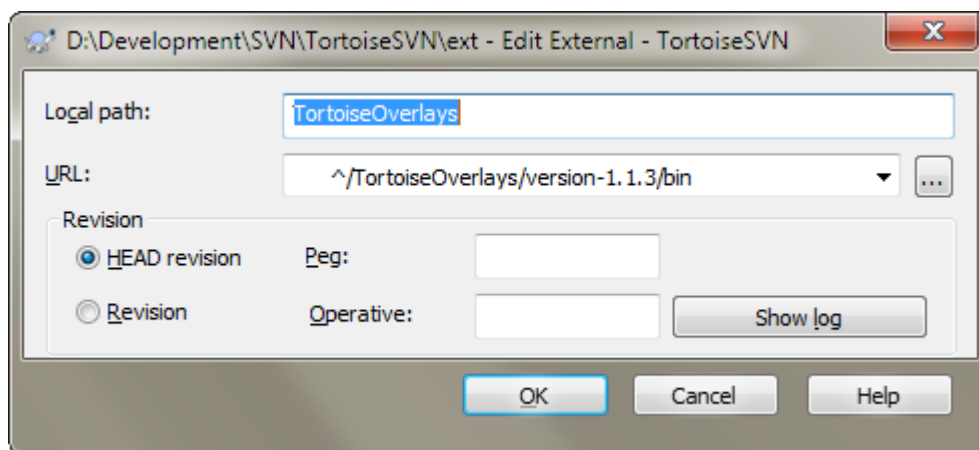 D:\Development\SVN\TortoiseSVN\ext - Edit External - TortoiseSVN
Local path: TortoiseOverlays
URL: ^/TortoiseOverlays/version-1.1.3/bin ...
Revision
HEAD revision Peg:
Revision Operative: Show log
OK Cancel Help